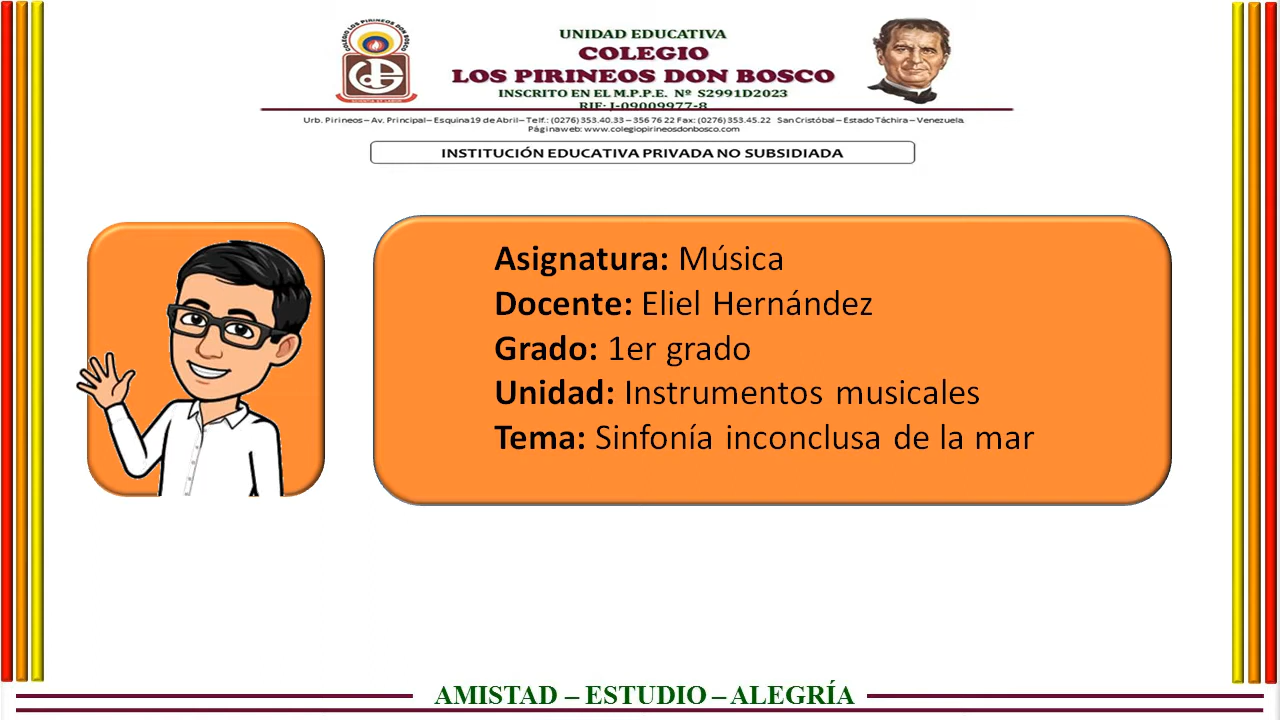 UNIDAD EDUCATIVA
COLEGIO
LOS PIRINEOS DON BOSCO
INSCRITO EN EL M.P.P.E. Nº S2991D2023
RIF: J-09009977-8
Urb. Pirineos – Av. Principal – Esquina 19 de Abril – Telf.: (0276) 353.40.33 – 356 76 22 Fax: (0276) 353.45.22 San Cristóbal – Estado Táchira – Venezuela.
Página web: www.colegiopirineosdonbosco.com
INSTITUCIÓN EDUCATIVA PRIVADA NO SUBSIDIADA
Asignatura: Música
Docente: Eliel Hernández
Grado: 1er grado
Unidad: Instrumentos musicales
Tema: Sinfonía inconclusa de la mar
AMISTAD – ESTUDIO – ALEGRÍA